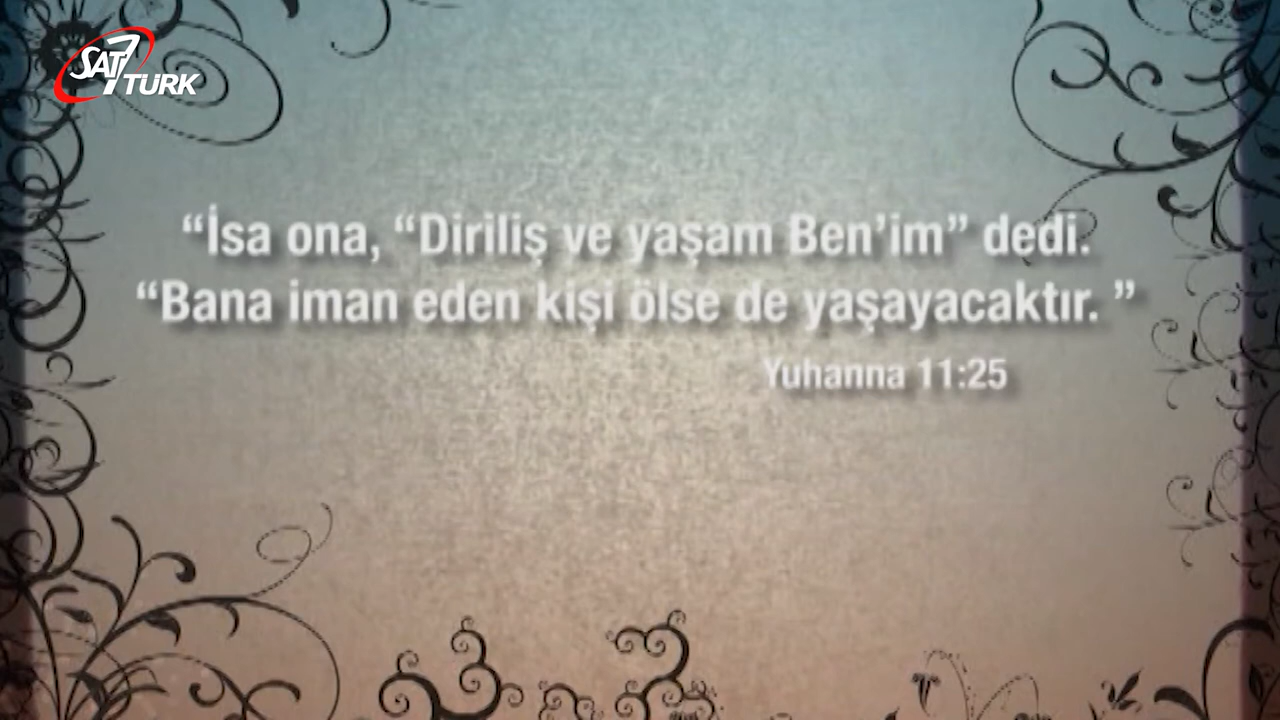 SAT7 TÜRK
“İsa ona, “Diriliş ve yaşam Ben’im” dedi.
“Bana iman eden kişi ölse de yaşayacaktır. ”
Yuhanna 11:25